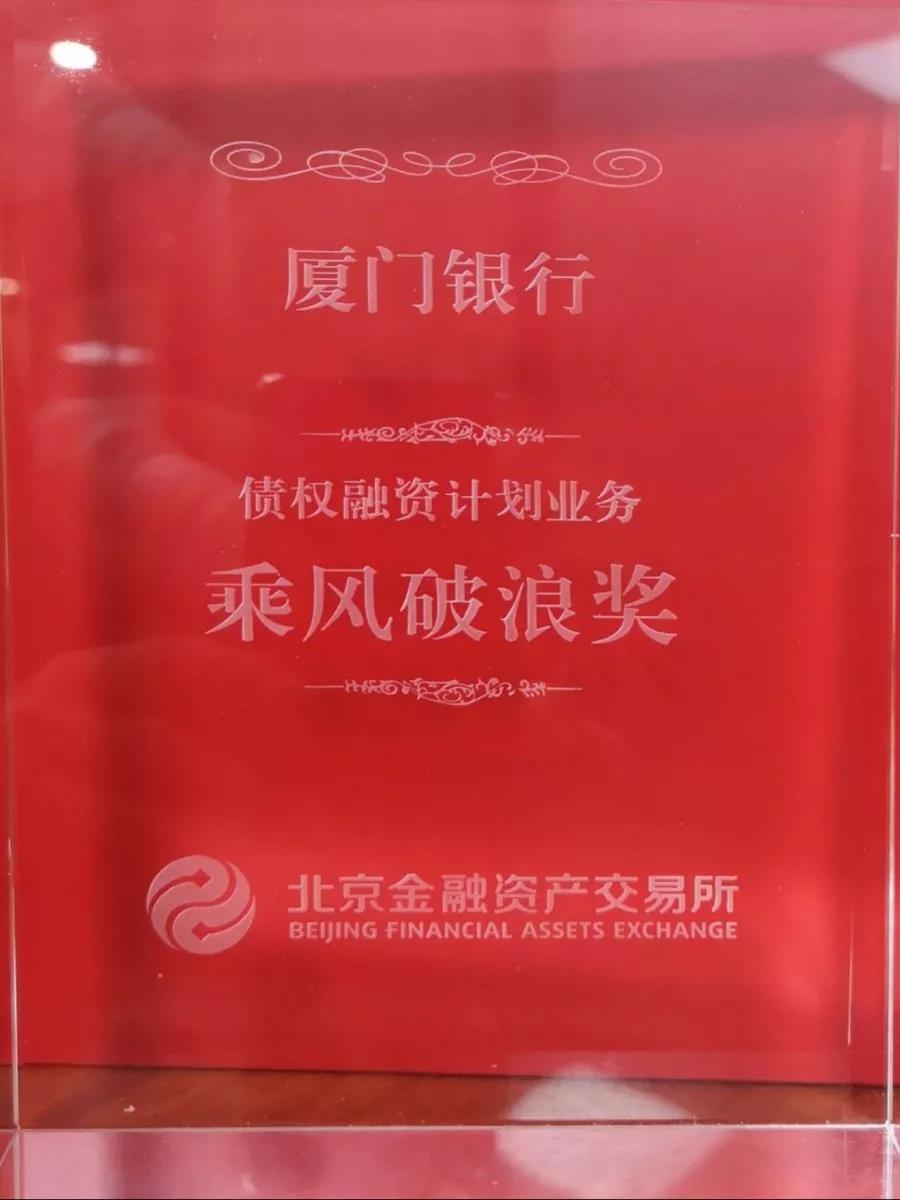 厦门银行
债权融资计划业务
乘风破浪奖
北京金融资产交易所
BEIJING FINANCIAL ASSETS EXCHANGE